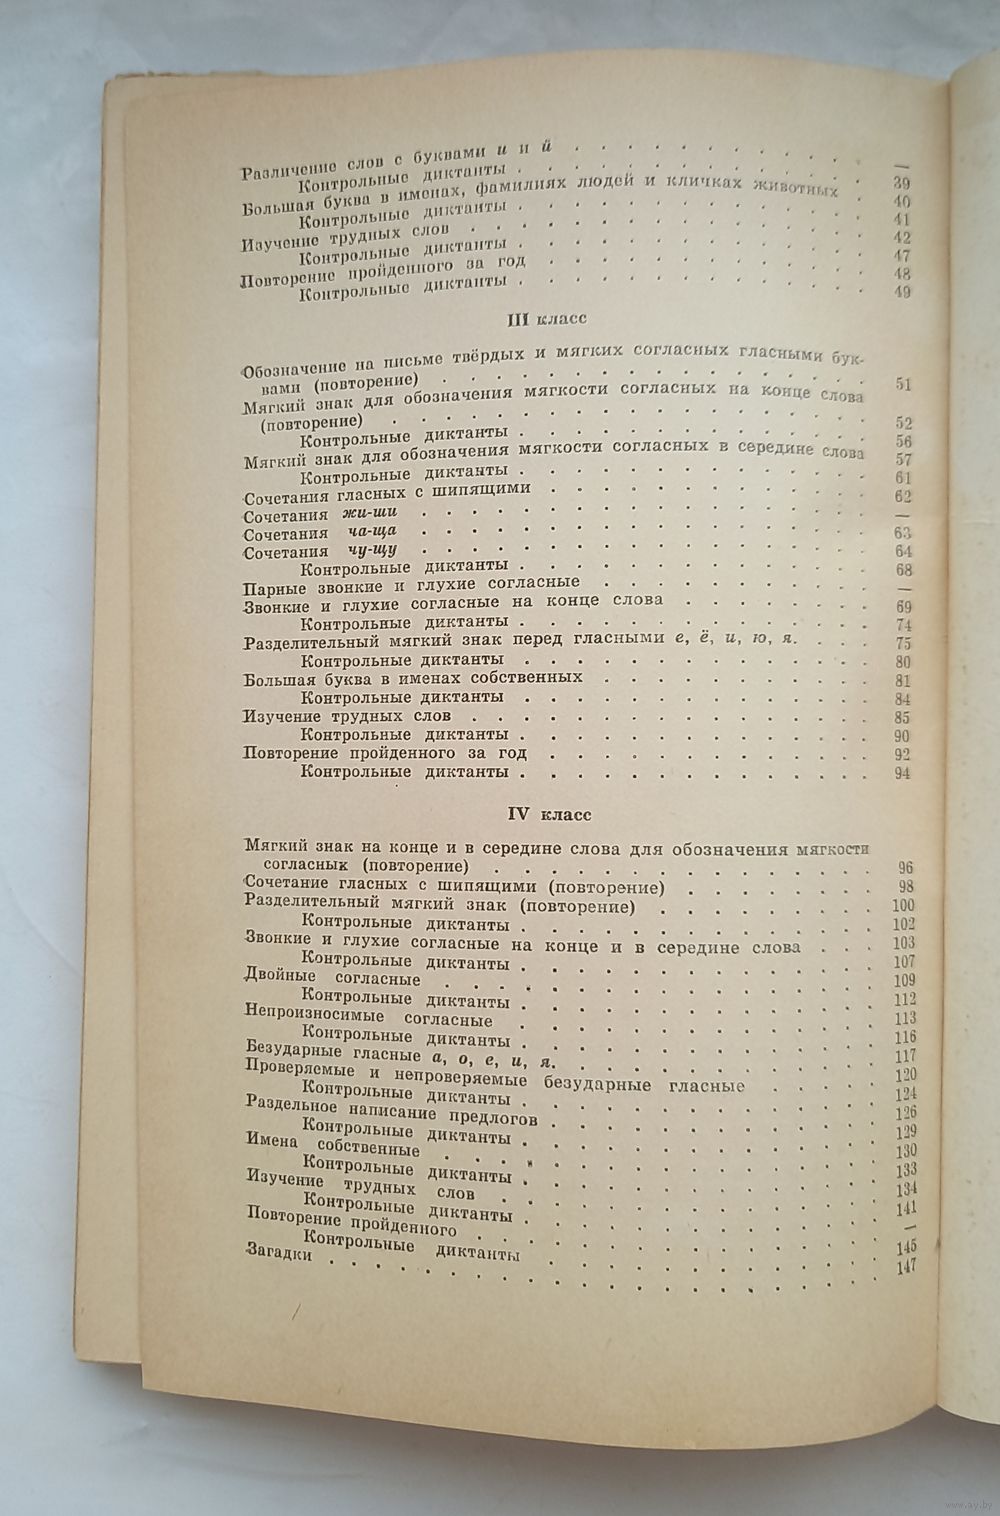 Различение слов с буквами и и й . . . . . . . . . . . —
Контрольные диктанты . . . . . . . . . . . . . 39
Большая буква в именах, фамилиях людей и кличках животных . 40
Контрольные диктанты . . . . . . . . . . . . . 41
Изучение трудных слов . . . . . . . . . . . . . . . 42
Контрольные диктанты . . . . . . . . . . . . . 47
Повторение пройденного за год . . . . . . . . . . . . 48
Контрольные диктанты . . . . . . . . . . . . . 49
III класс
Обозначение на письме твёрдых и мягких согласных гласными бук-
вами (повторение) . . . . . . . . . . . . . . . . 51
Мягкий знак для обозначения мягкости согласных на конце слова
(повторение) . . . . . . . . . . . . . . . . . . 52
Контрольные диктанты . . . . . . . . . . . . . 56
Мягкий знак для обозначения мягкости согласных в середине слова 57
Контрольные диктанты . . . . . . . . . . . . . 61
Сочетания гласных с шипящими . . . . . . . . . . . . 62
Сочетания жи-ши . . . . . . . . . . . . . . . . . —
Сочетания ча-ща . . . . . . . . . . . . . . . . . 63
Сочетания чу-щу . . . . . . . . . . . . . . . . . 64
Контрольные диктанты . . . . . . . . . . . . . 68
Парные звонкие и глухие согласные . . . . . . . . . . —
Звонкие и глухие согласные на конце слова . . . . . . . 69
Контрольные диктанты . . . . . . . . . . . . . 74
Разделительный мягкий знак перед гласными е, ё, и, ю, я. . . . 75
Контрольные диктанты . . . . . . . . . . . . . 80
Большая буква в именах собственных . . . . . . . . . . 81
Контрольные диктанты . . . . . . . . . . . . . 84
Изучение трудных слов . . . . . . . . . . . . . . . 85
Контрольные диктанты . . . . . . . . . . . . . 90
Повторение пройденного за год . . . . . . . . . . . . 92
Контрольные диктанты . . . . . . . . . . . . . 94
IV класс
Мягкий знак на конце и в середине слова для обозначения мягкости
согласных (повторение) . . . . . . . . . . . . . . 96
Сочетание гласных с шипящими (повторение) . . . . . . . 98
Разделительный мягкий знак (повторение) . . . . . . . . 100
Контрольные диктанты . . . . . . . . . . . . . 102
Звонкие и глухие согласные на конце и в середине слова . . . 103
Контрольные диктанты . . . . . . . . . . . . . 107
Двойные согласные . . . . . . . . . . . . . . . . 109
Контрольные диктанты . . . . . . . . . . . . . 112
Непроизносимые согласные . . . . . . . . . . . . . 113
Контрольные диктанты . . . . . . . . . . . . . 116
Безударные гласные а, о, е, и, я. . . . . . . . . . . . 117
Проверяемые и непроверяемые безударные гласные . . . . . 120
Контрольные диктанты . . . . . . . . . . . . . 124
Раздельное написание предлогов . . . . . . . . . . . . 126
Контрольные диктанты . . . . . . . . . . . . . 129
Имена собственные . . . . . . . . . . . . . . . . 130
Контрольные диктанты . . . . . . . . . . . . . 133
Изучение трудных слов . . . . . . . . . . . . . . 134
Контрольные диктанты . . . . . . . . . . . . . 141
Повторение пройденного . . . . . . . . . . . . . . —
Контрольные диктанты . . . . . . . . . . . . 145
Загадки . . . . . . . . . . . . . . . . . . . . 147
www.ay.by